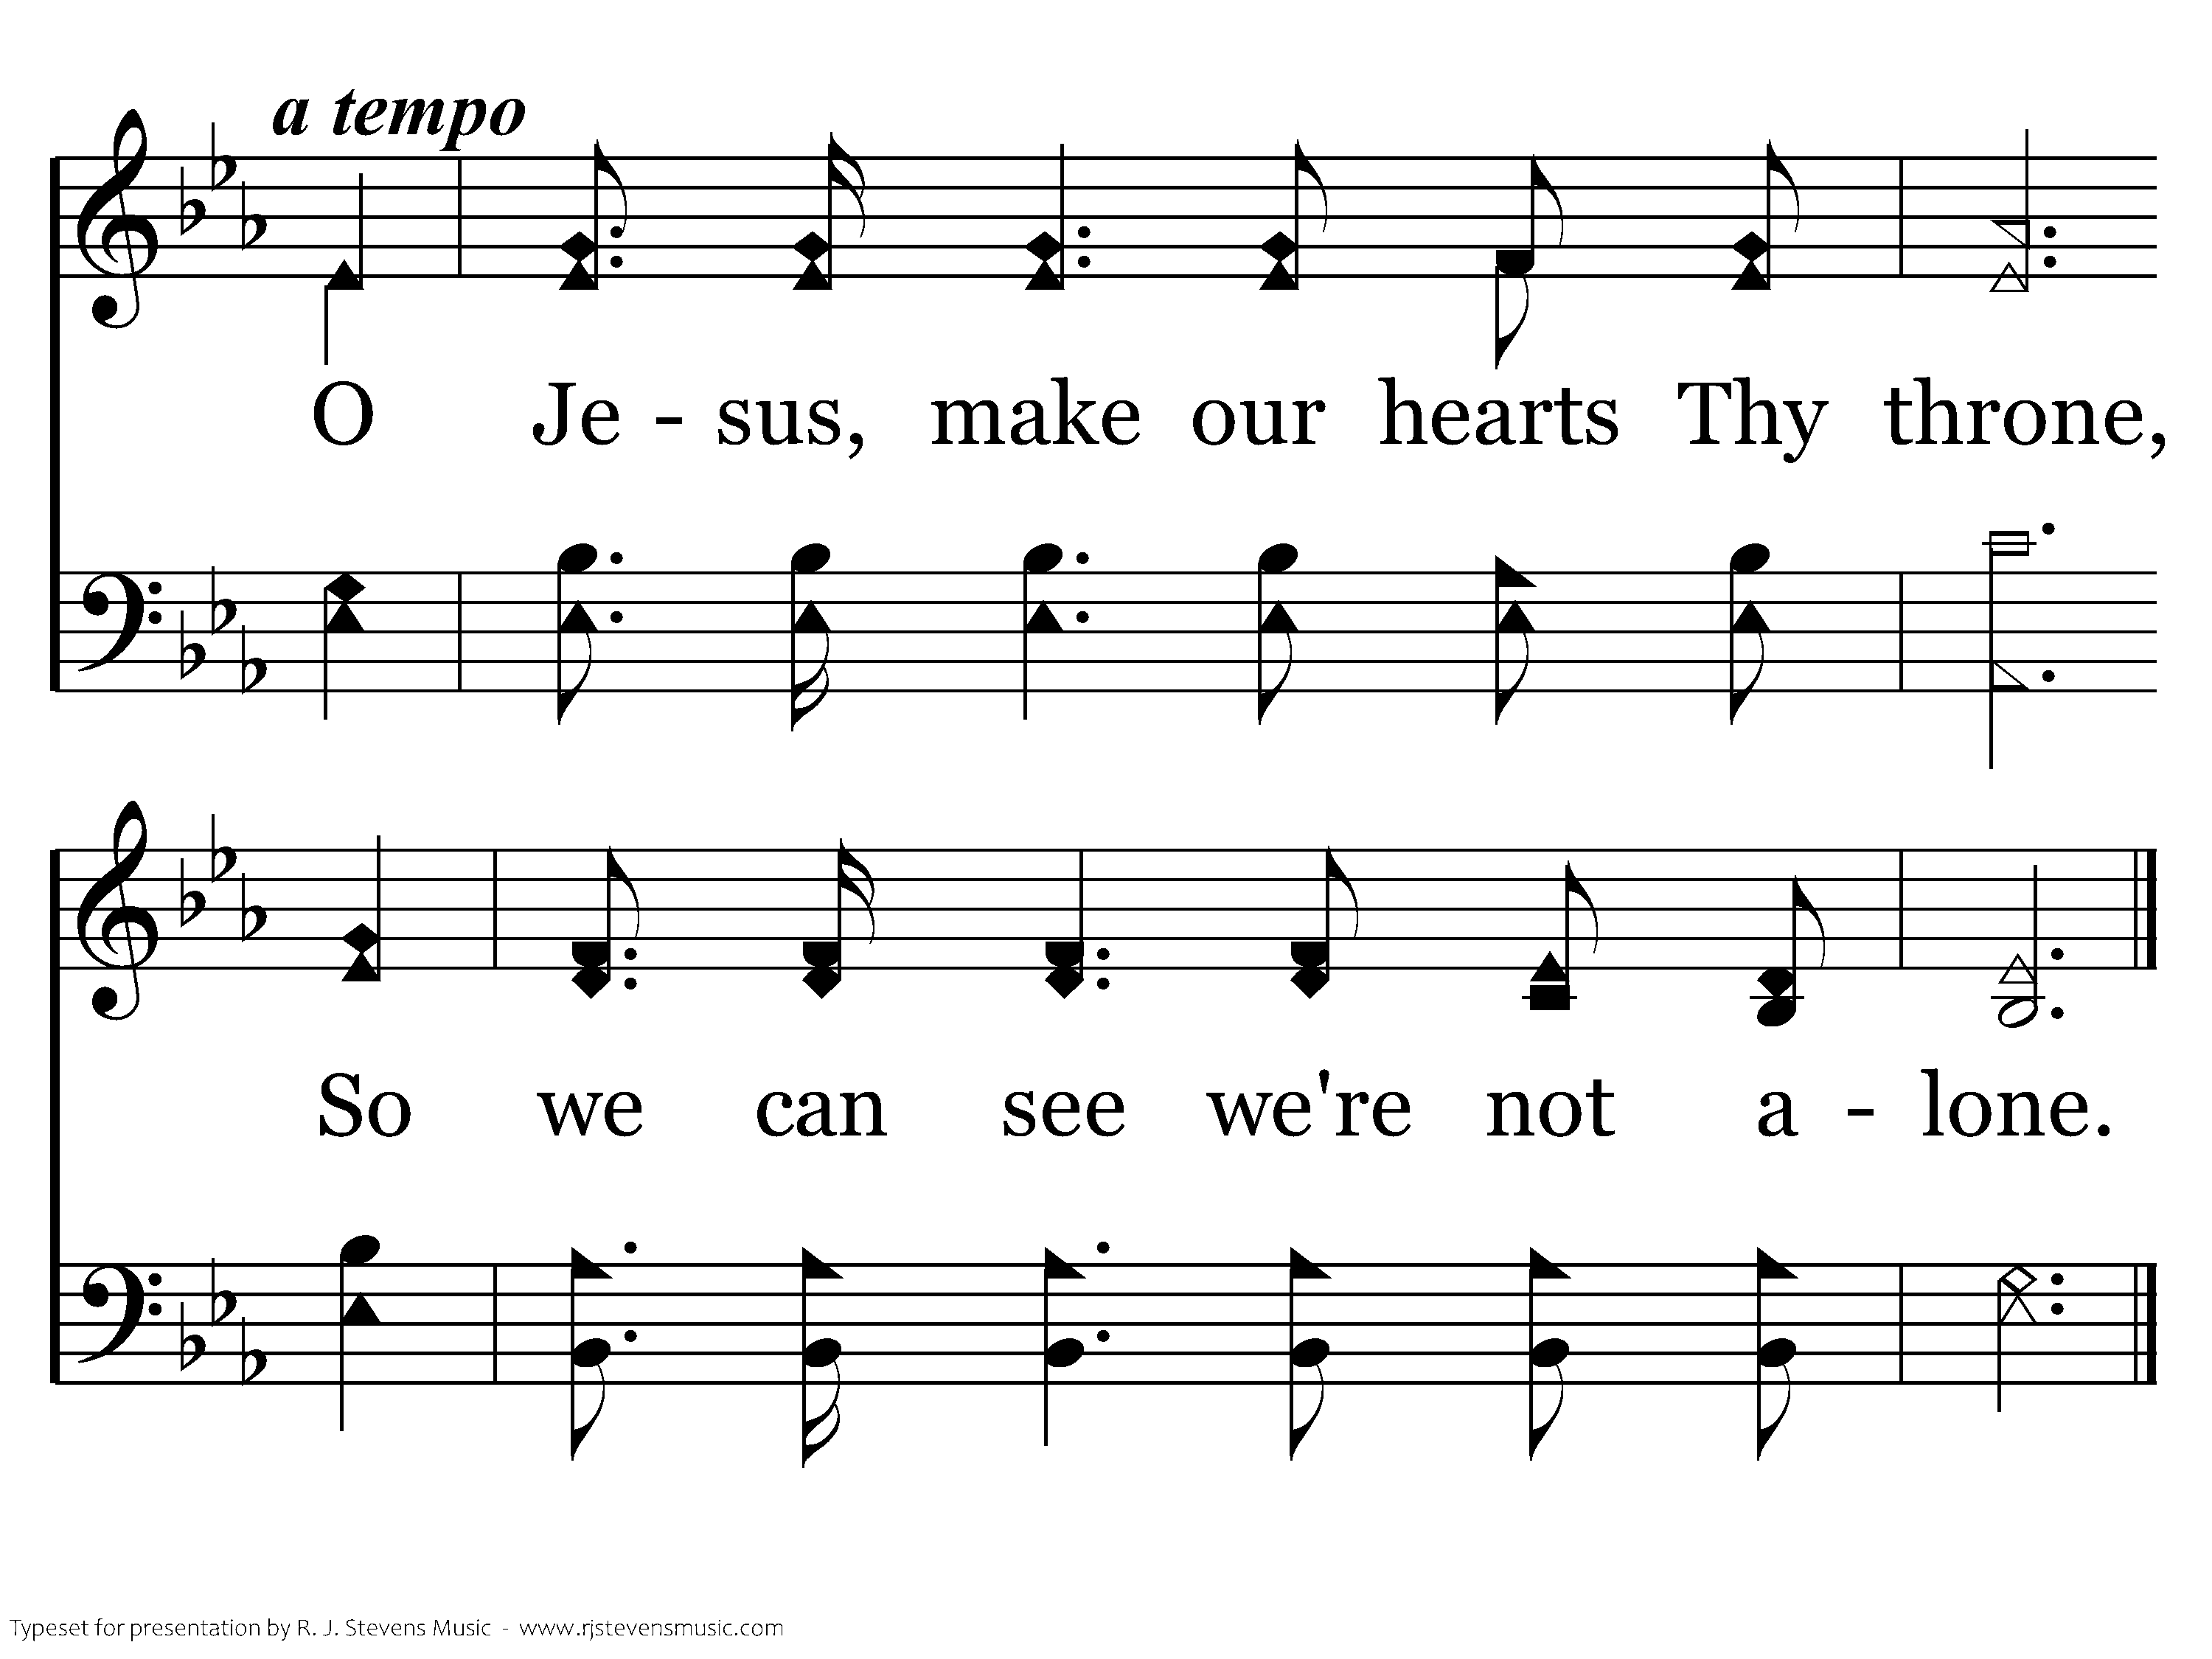 a tempo
O Je - sus, make our hearts Thy throne,
So we can see we're not a - lone.
Typeset for presentation by R. J. Stevens Music - www.rjstevensmusic.com